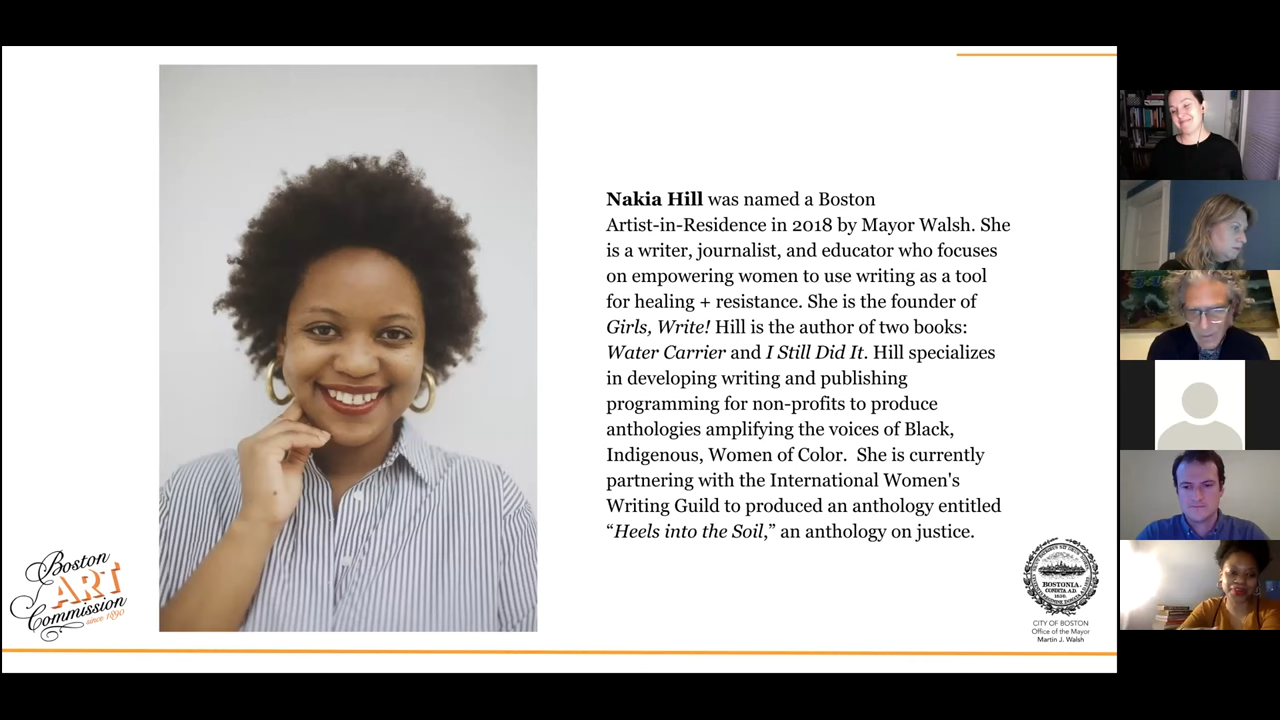 Nakia Hill was named a Boston
Artist-in-Residence in 2018 by Mayor Walsh. She
is a writer, journalist, and educator who focuses
on empowering women to use writing as a tool
for healing + resistance. She is the founder of
Girls, Write! Hill is the author of two books:
Water Carrier and I Still Did It. Hill specializes
in developing writing and publishing
programming for non-profits to produce
anthologies amplifying the voices of Black,
Indigenous, Women of Color.  She is currently
partnering with the International Women's
Writing Guild to produced an anthology entitled
“Heels into the Soil,” an anthology on justice.
Boston
ART
Commission
since 1890
BOSTONIA
CONDITA A.D.
1630.
CITY OF BOSTON
Office of the Mayor
Martin J. Walsh